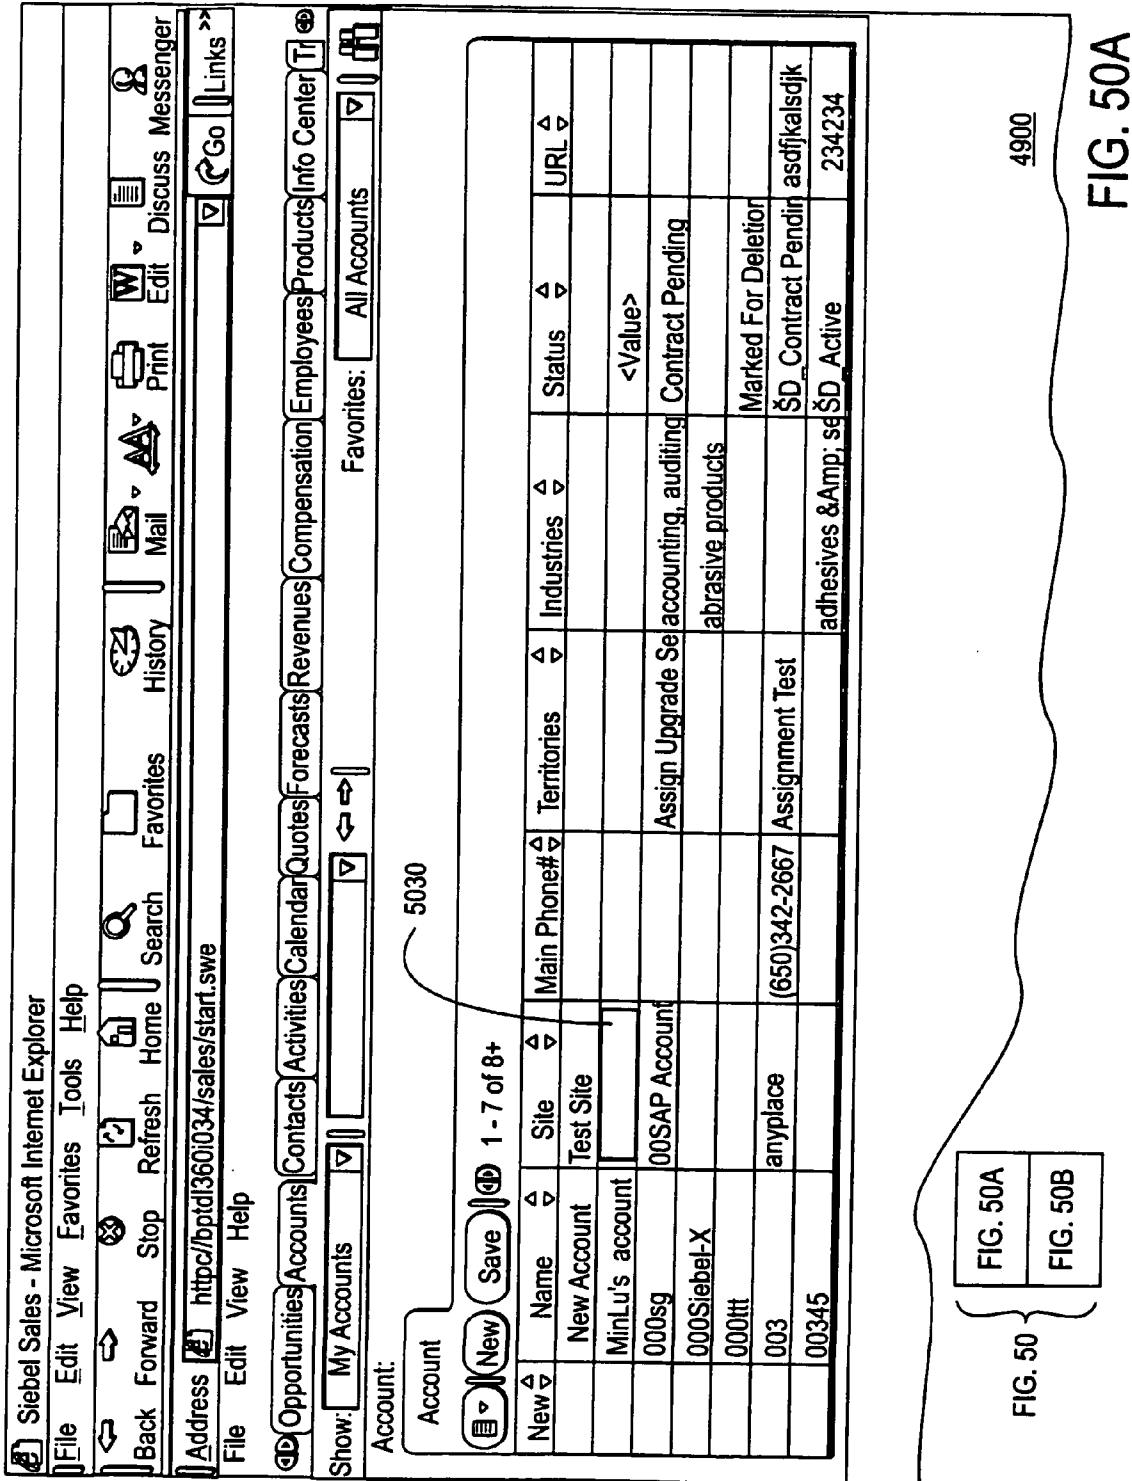 Siebel Sales - Microsoft Internet Explorer
File Edit View Favorites Tools Help
Back Forward Stop Refresh Home Search Favorites History Mail Print Edit Discuss Messenger
Address httpc//bptdl360i034/sales/start.swe Go Links »
File Edit View Help
Opportunities Accounts Contacts Activities Calendar Quotes Forecasts Revenues Compensation Employees Products Info Center Tr
Show: My Accounts Favorites: All Accounts
Account:
Account
New Save 1 - 7 of 8+
5030
New Name Site Main Phone# Territories Industries Status URL
New Account Test Site
MinLu's account <Value>
000sg 00SAP Account Assign Upgrade Se accounting, auditing Contract Pending
000Siebel-X abrasive products
000ttt Marked For Deletion
003 anyplace (650)342-2667 Assignment Test ŠD_Contract Pendin asdfjkalsdjk
00345 adhesives &Amp; se ŠD_Active 234234
4900
FIG. 50
FIG. 50A
FIG. 50B
FIG. 50A